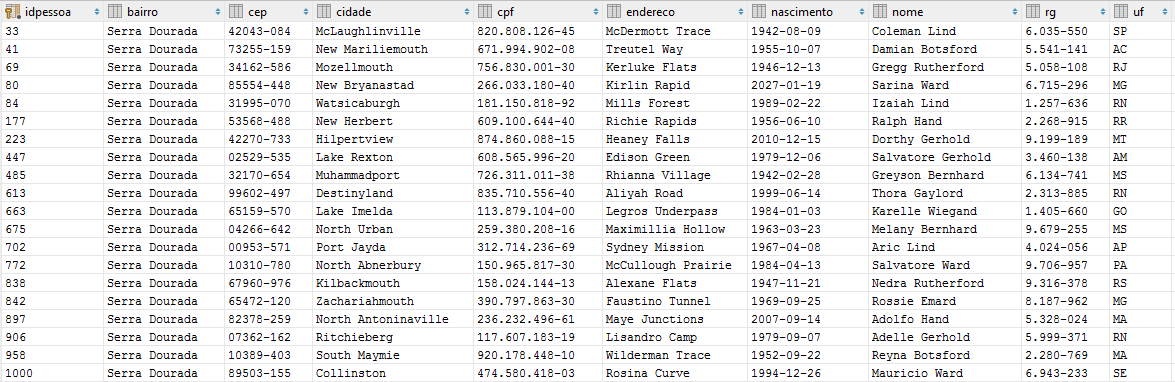 idpessoa bairro cep cidade cpf endereco nascimento nome rg uf
33 Serra Dourada 42043-084 McLaughlinville 820.808.126-45 McDermott Trace 1942-08-09 Coleman Lind 6.035-550 SP
41 Serra Dourada 73255-159 New Mariliemouth 671.994.902-08 Treutel Way 1955-10-07 Damian Botsford 5.541-141 AC
69 Serra Dourada 34162-586 Mozellmouth 756.830.001-30 Kerluke Flats 1946-12-13 Gregg Rutherford 5.058-108 RJ
80 Serra Dourada 85554-448 New Bryanastad 266.033.180-40 Kirlin Rapid 2027-01-19 Sarina Ward 6.715-296 MG
84 Serra Dourada 31995-070 Watsicaburgh 181.150.818-92 Mills Forest 1989-02-22 Izaiah Lind 1.257-636 RN
177 Serra Dourada 53568-488 New Herbert 609.100.644-40 Richie Rapids 1956-06-10 Ralph Hand 2.268-915 RR
223 Serra Dourada 42270-733 Hilpertview 874.860.088-15 Heaney Falls 2010-12-15 Dorthy Gerhold 9.199-189 MT
447 Serra Dourada 02529-535 Lake Rexton 608.565.996-20 Edison Green 1979-12-06 Salvatore Gerhold 3.460-138 AM
485 Serra Dourada 32170-654 Muhammadport 726.311.011-38 Rhianna Village 1942-02-28 Greyson Bernhard 6.134-741 MS
613 Serra Dourada 99602-497 Destinyland 835.710.556-40 Aliyah Road 1999-06-14 Thora Gaylord 2.313-885 RN
663 Serra Dourada 65159-570 Lake Imelda 113.879.104-00 Legros Underpass 1984-01-03 Karelle Wiegand 1.405-660 GO
675 Serra Dourada 04266-642 North Urban 259.380.208-16 Maximillia Hollow 1963-03-23 Melany Bernhard 9.679-255 MS
702 Serra Dourada 00953-571 Port Jayda 312.714.236-69 Sydney Mission 1967-04-08 Aric Lind 4.024-056 AP
772 Serra Dourada 10310-780 North Abnerbury 150.965.817-30 McCullough Prairie 1984-04-13 Salvatore Ward 9.706-957 PA
838 Serra Dourada 67960-976 Kilbackmouth 158.024.144-13 Alexane Flats 1947-11-21 Nedra Rutherford 9.316-378 RS
842 Serra Dourada 65472-120 Zachariahmouth 390.797.863-30 Faustino Tunnel 1969-09-25 Rossie Emard 8.187-962 MG
897 Serra Dourada 82378-259 North Antoninaville 236.232.496-61 Maye Junctions 2007-09-14 Adolfo Hand 5.328-024 MA
906 Serra Dourada 07362-162 Ritchieberg 117.607.183-19 Lisandro Camp 1979-09-07 Adelle Gerhold 5.999-371 RN
958 Serra Dourada 10389-403 South Maymie 920.178.448-10 Wilderman Trace 1952-09-22 Reyna Botsford 2.280-769 MA
1000 Serra Dourada 89503-155 Collinston 474.580.418-03 Rosina Curve 1994-12-26 Mauricio Ward 6.943-233 SE